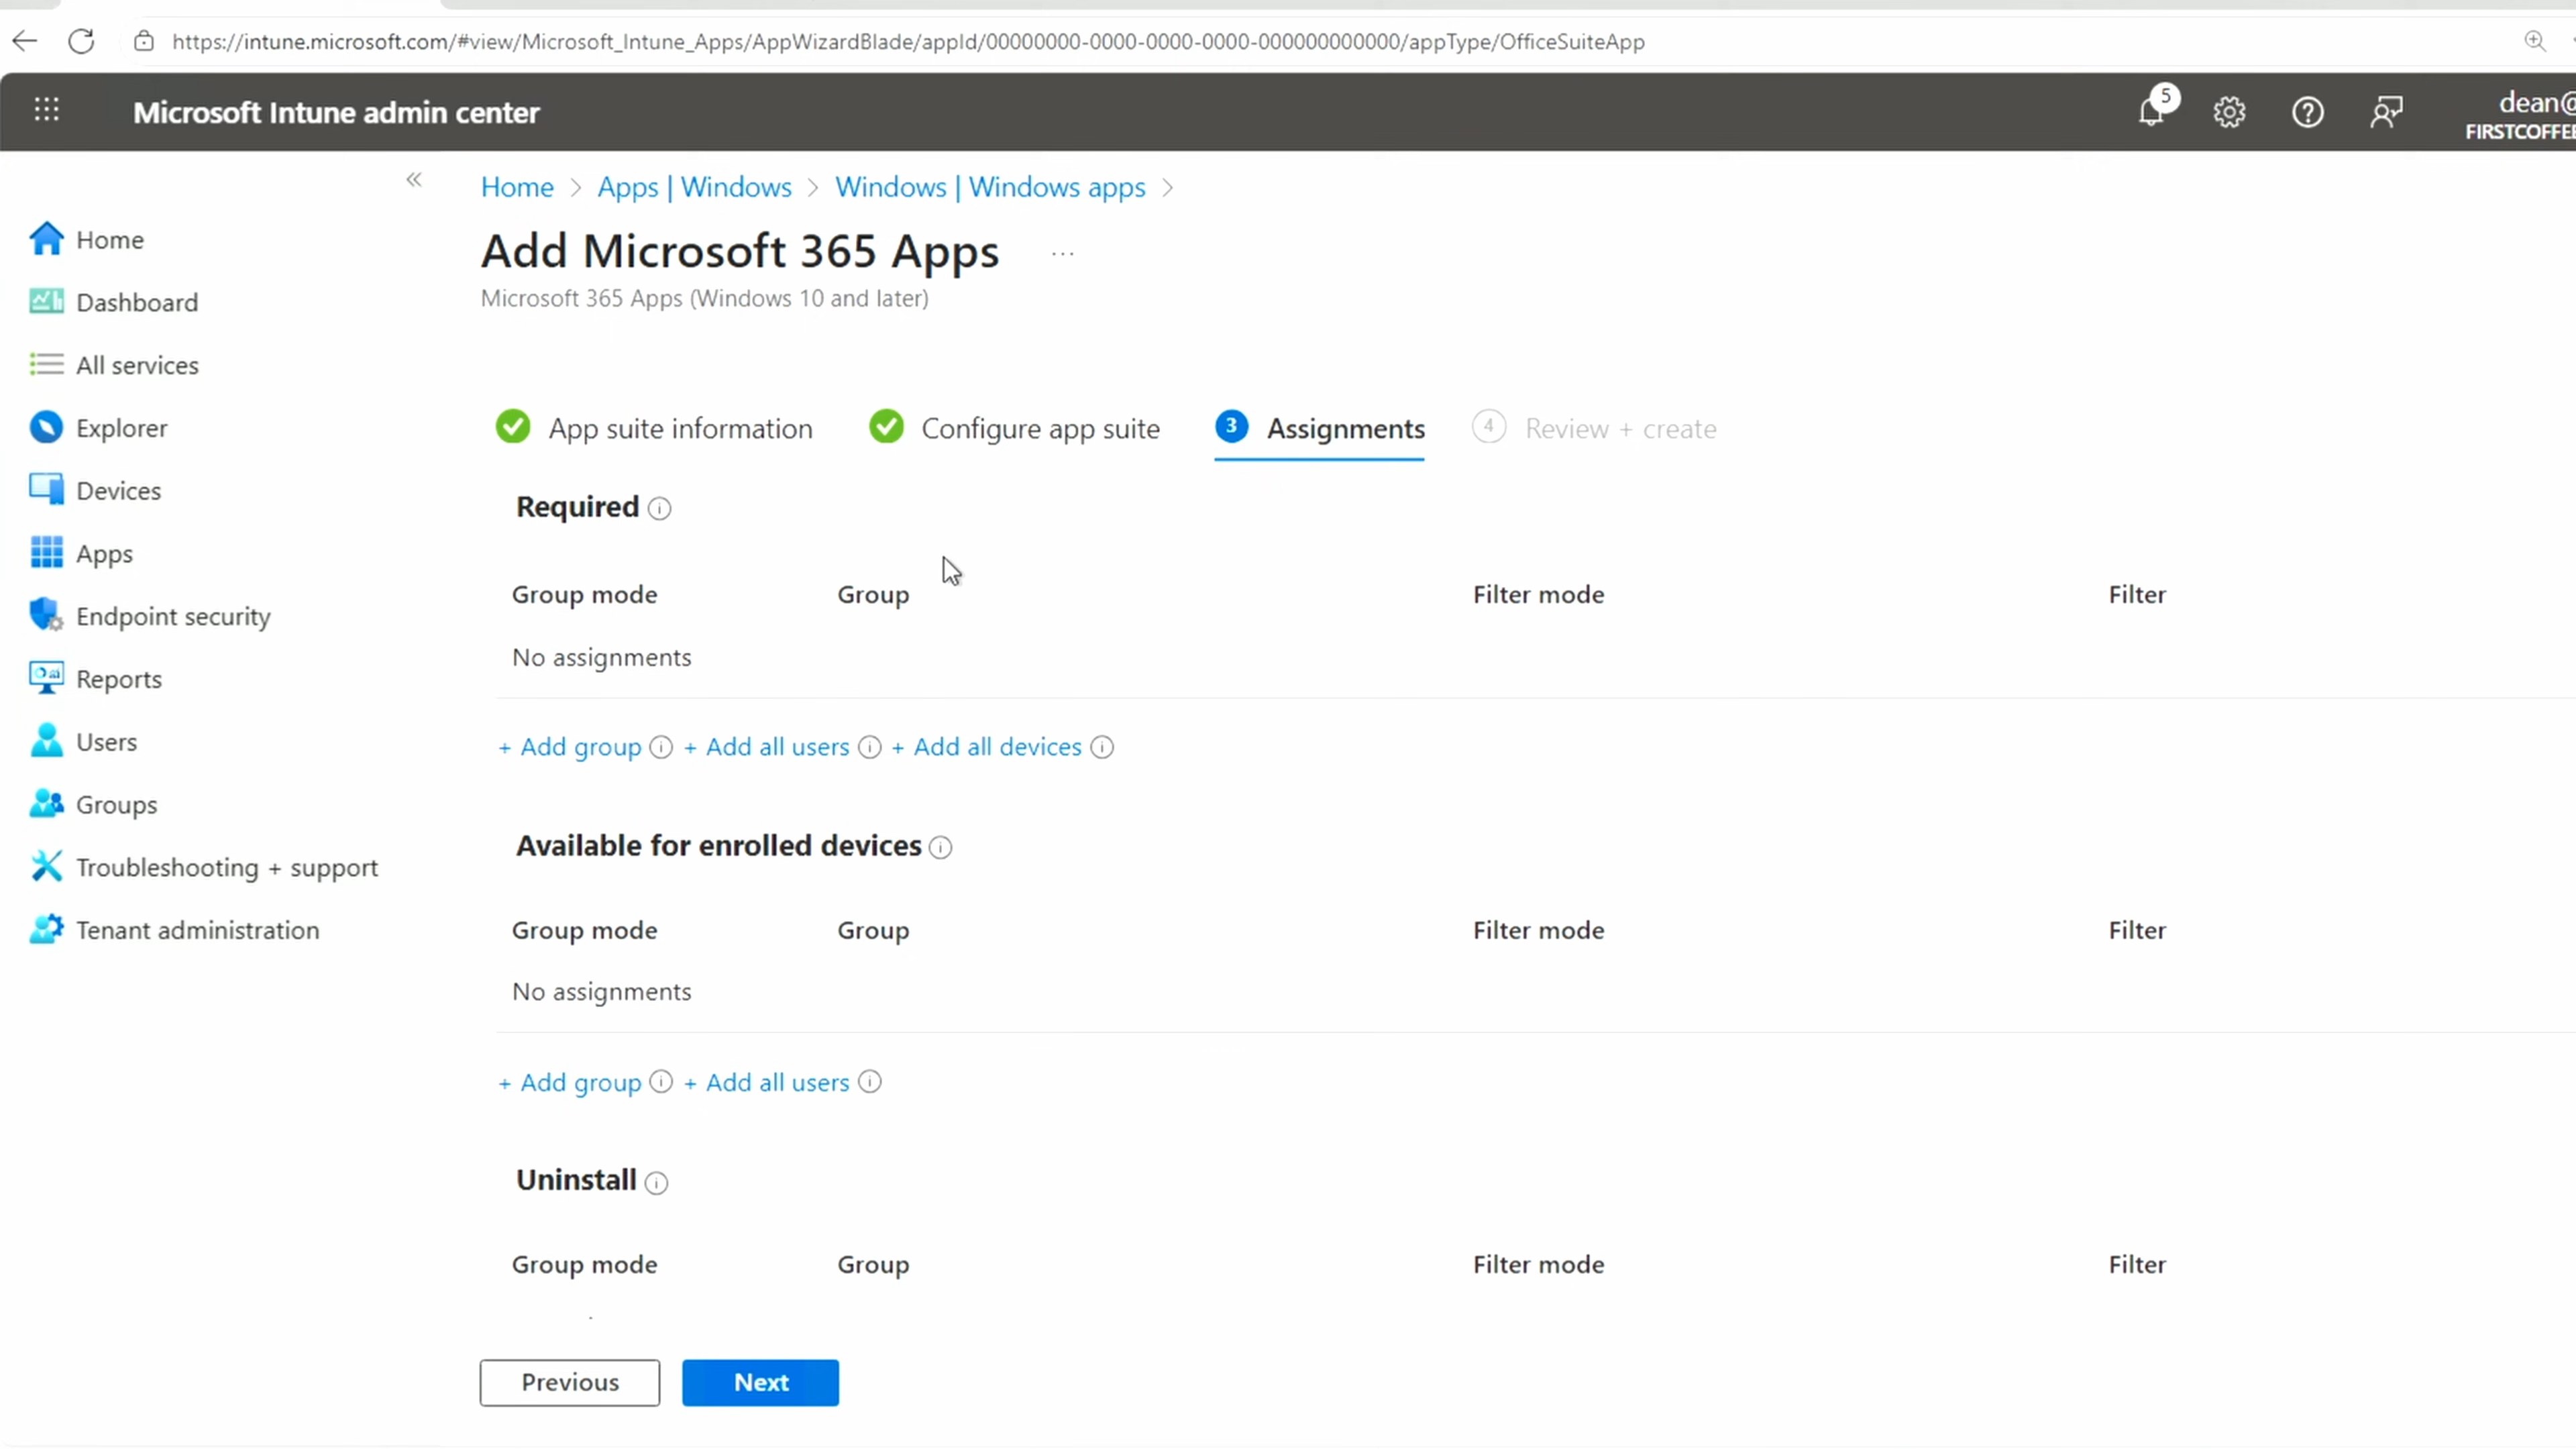 https://intune.microsoft.com/#view/Microsoft_Intune_Apps/AppWizardBlade/appId/00000000-0000-0000-0000-000000000000/appType/OfficeSuiteApp
Microsoft Intune admin center
5
dean@
FIRSTCOFFEE
Home > Apps | Windows > Windows | Windows apps >
Add Microsoft 365 Apps ...
Microsoft 365 Apps (Windows 10 and later)
Home
Dashboard
All services
Explorer
Devices
Apps
Endpoint security
Reports
Users
Groups
Troubleshooting + support
Tenant administration
App suite information
Configure app suite
3 Assignments
4 Review + create
Required
Group mode Group Filter mode Filter
No assignments
+ Add group + Add all users + Add all devices
Available for enrolled devices
Group mode Group Filter mode Filter
No assignments
+ Add group + Add all users
Uninstall
Group mode Group Filter mode Filter
Previous Next